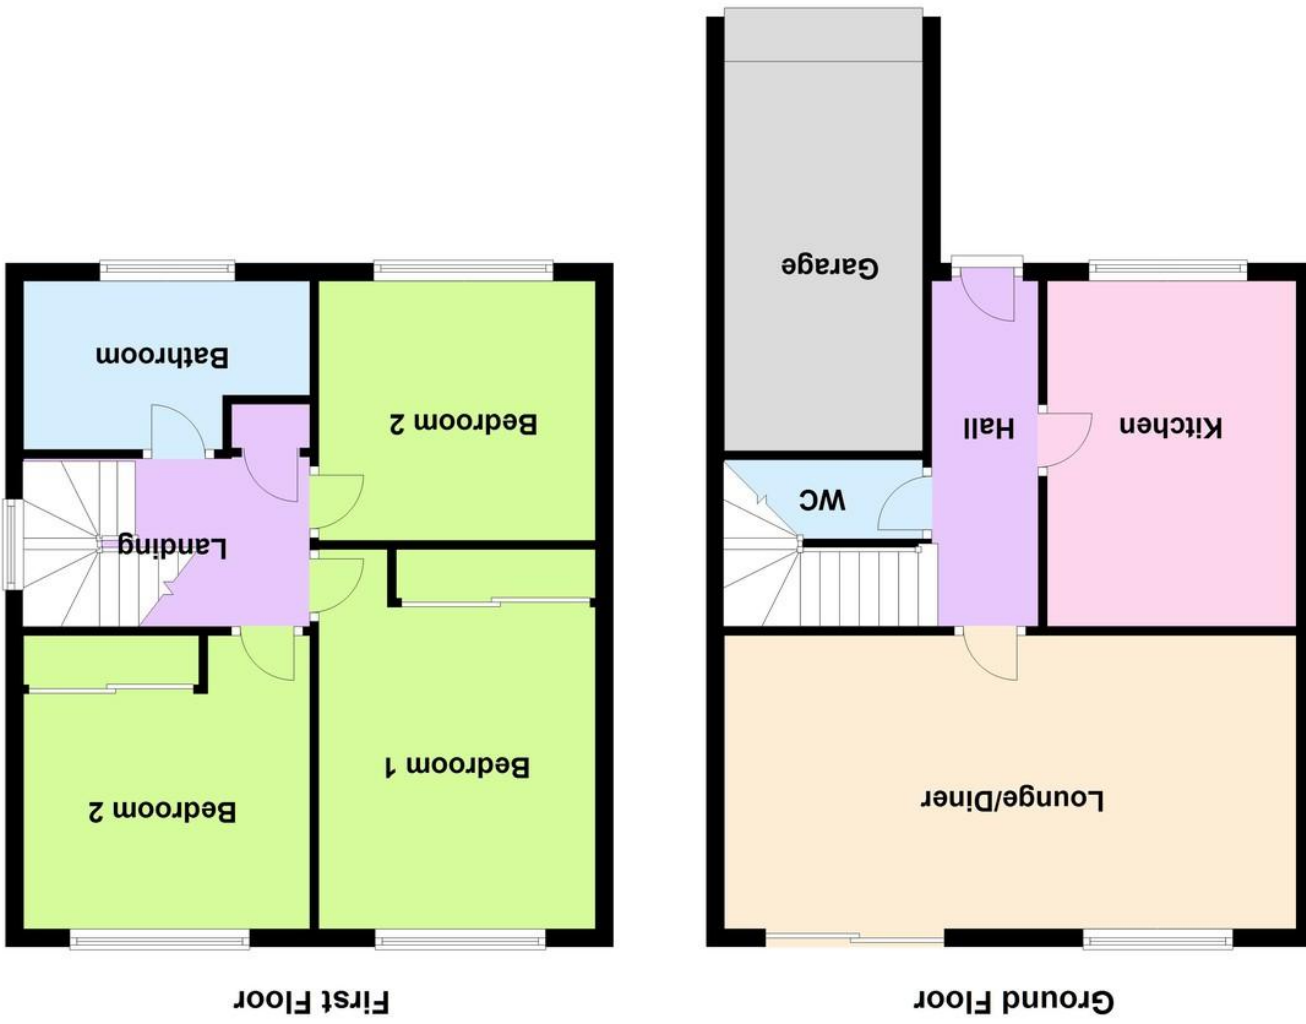 Ground Floor
Lounge/Diner
Kitchen
Hall
WC
Garage
First Floor
Bedroom 1
Bedroom 2
Landing
Bedroom 2
Bathroom